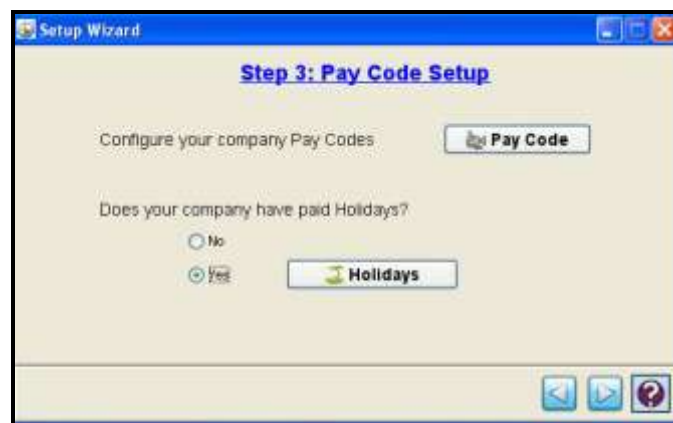 Setup Wizard
Step 3: Pay Code Setup
Configure your company Pay Codes
Pay Code
Does your company have paid Holidays?
No
Yes
Holidays
?